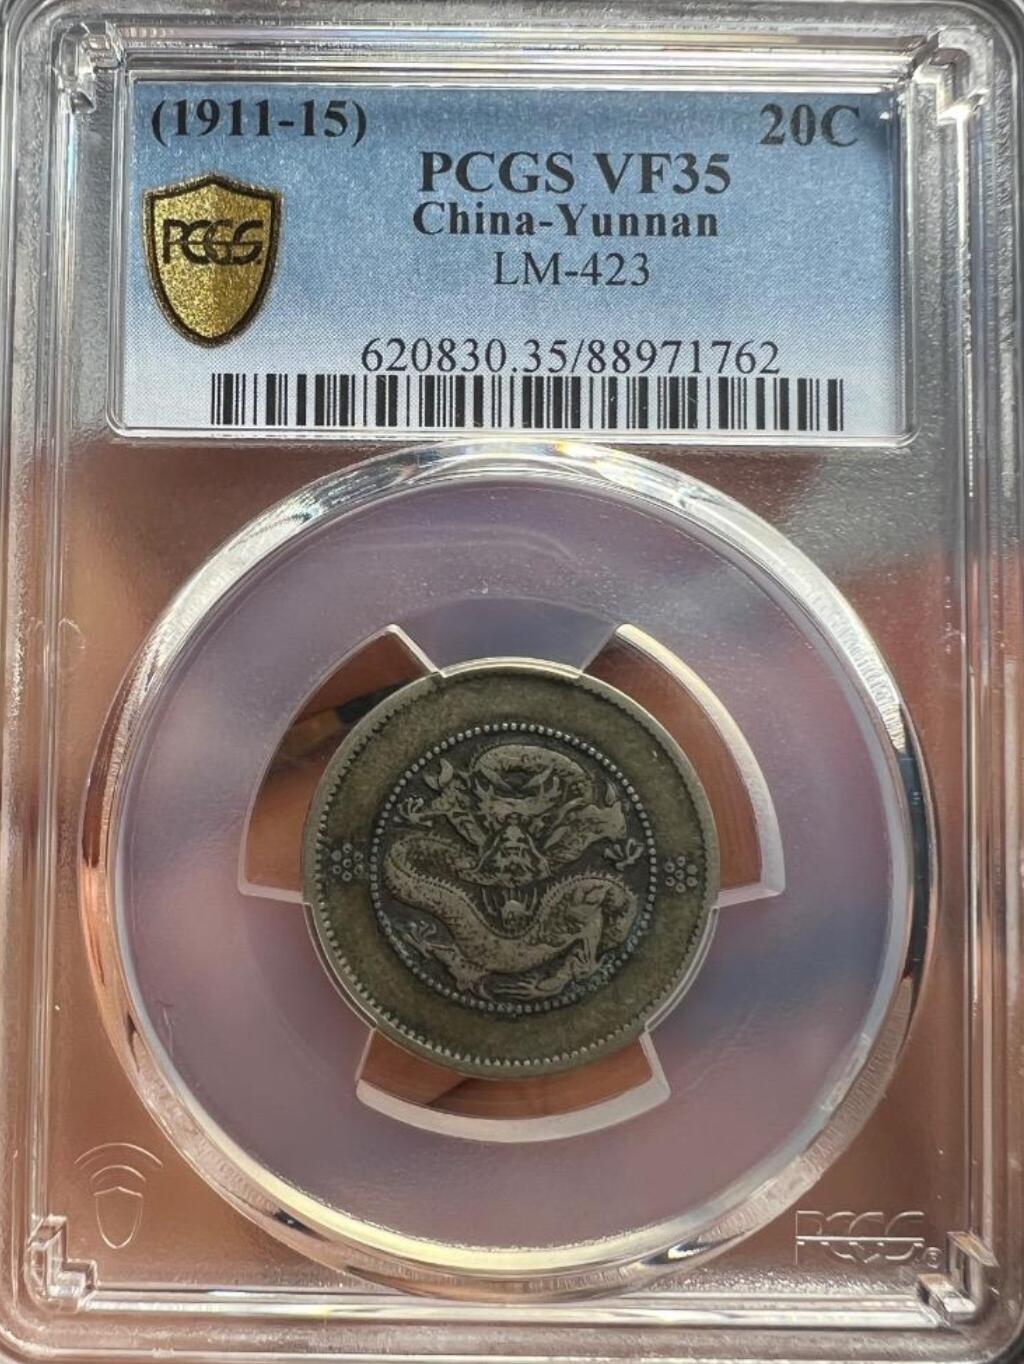 (1911-15) 20C
PCGS VF35
China-Yunnan
PCGS
LM-423
620830.35/88971762
PCGS